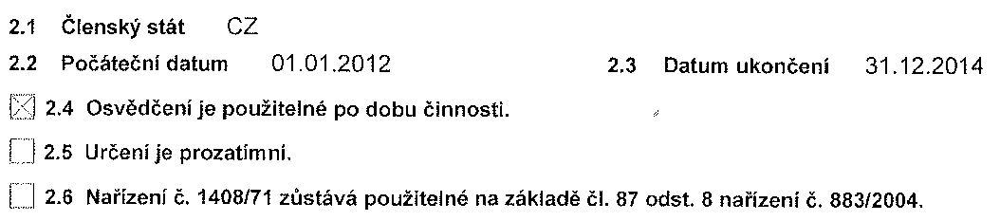 2.1 Členský stát CZ
2.2 Počáteční datum 01.01.2012 2.3 Datum ukončení 31.12.2014
☒ 2.4 Osvědčení je použitelné po dobu činnosti.
☐ 2.5 Určení je prozatímní.
☐ 2.6 Nařízení č. 1408/71 zůstává použitelné na základě čl. 87 odst. 8 nařízení č. 883/2004.